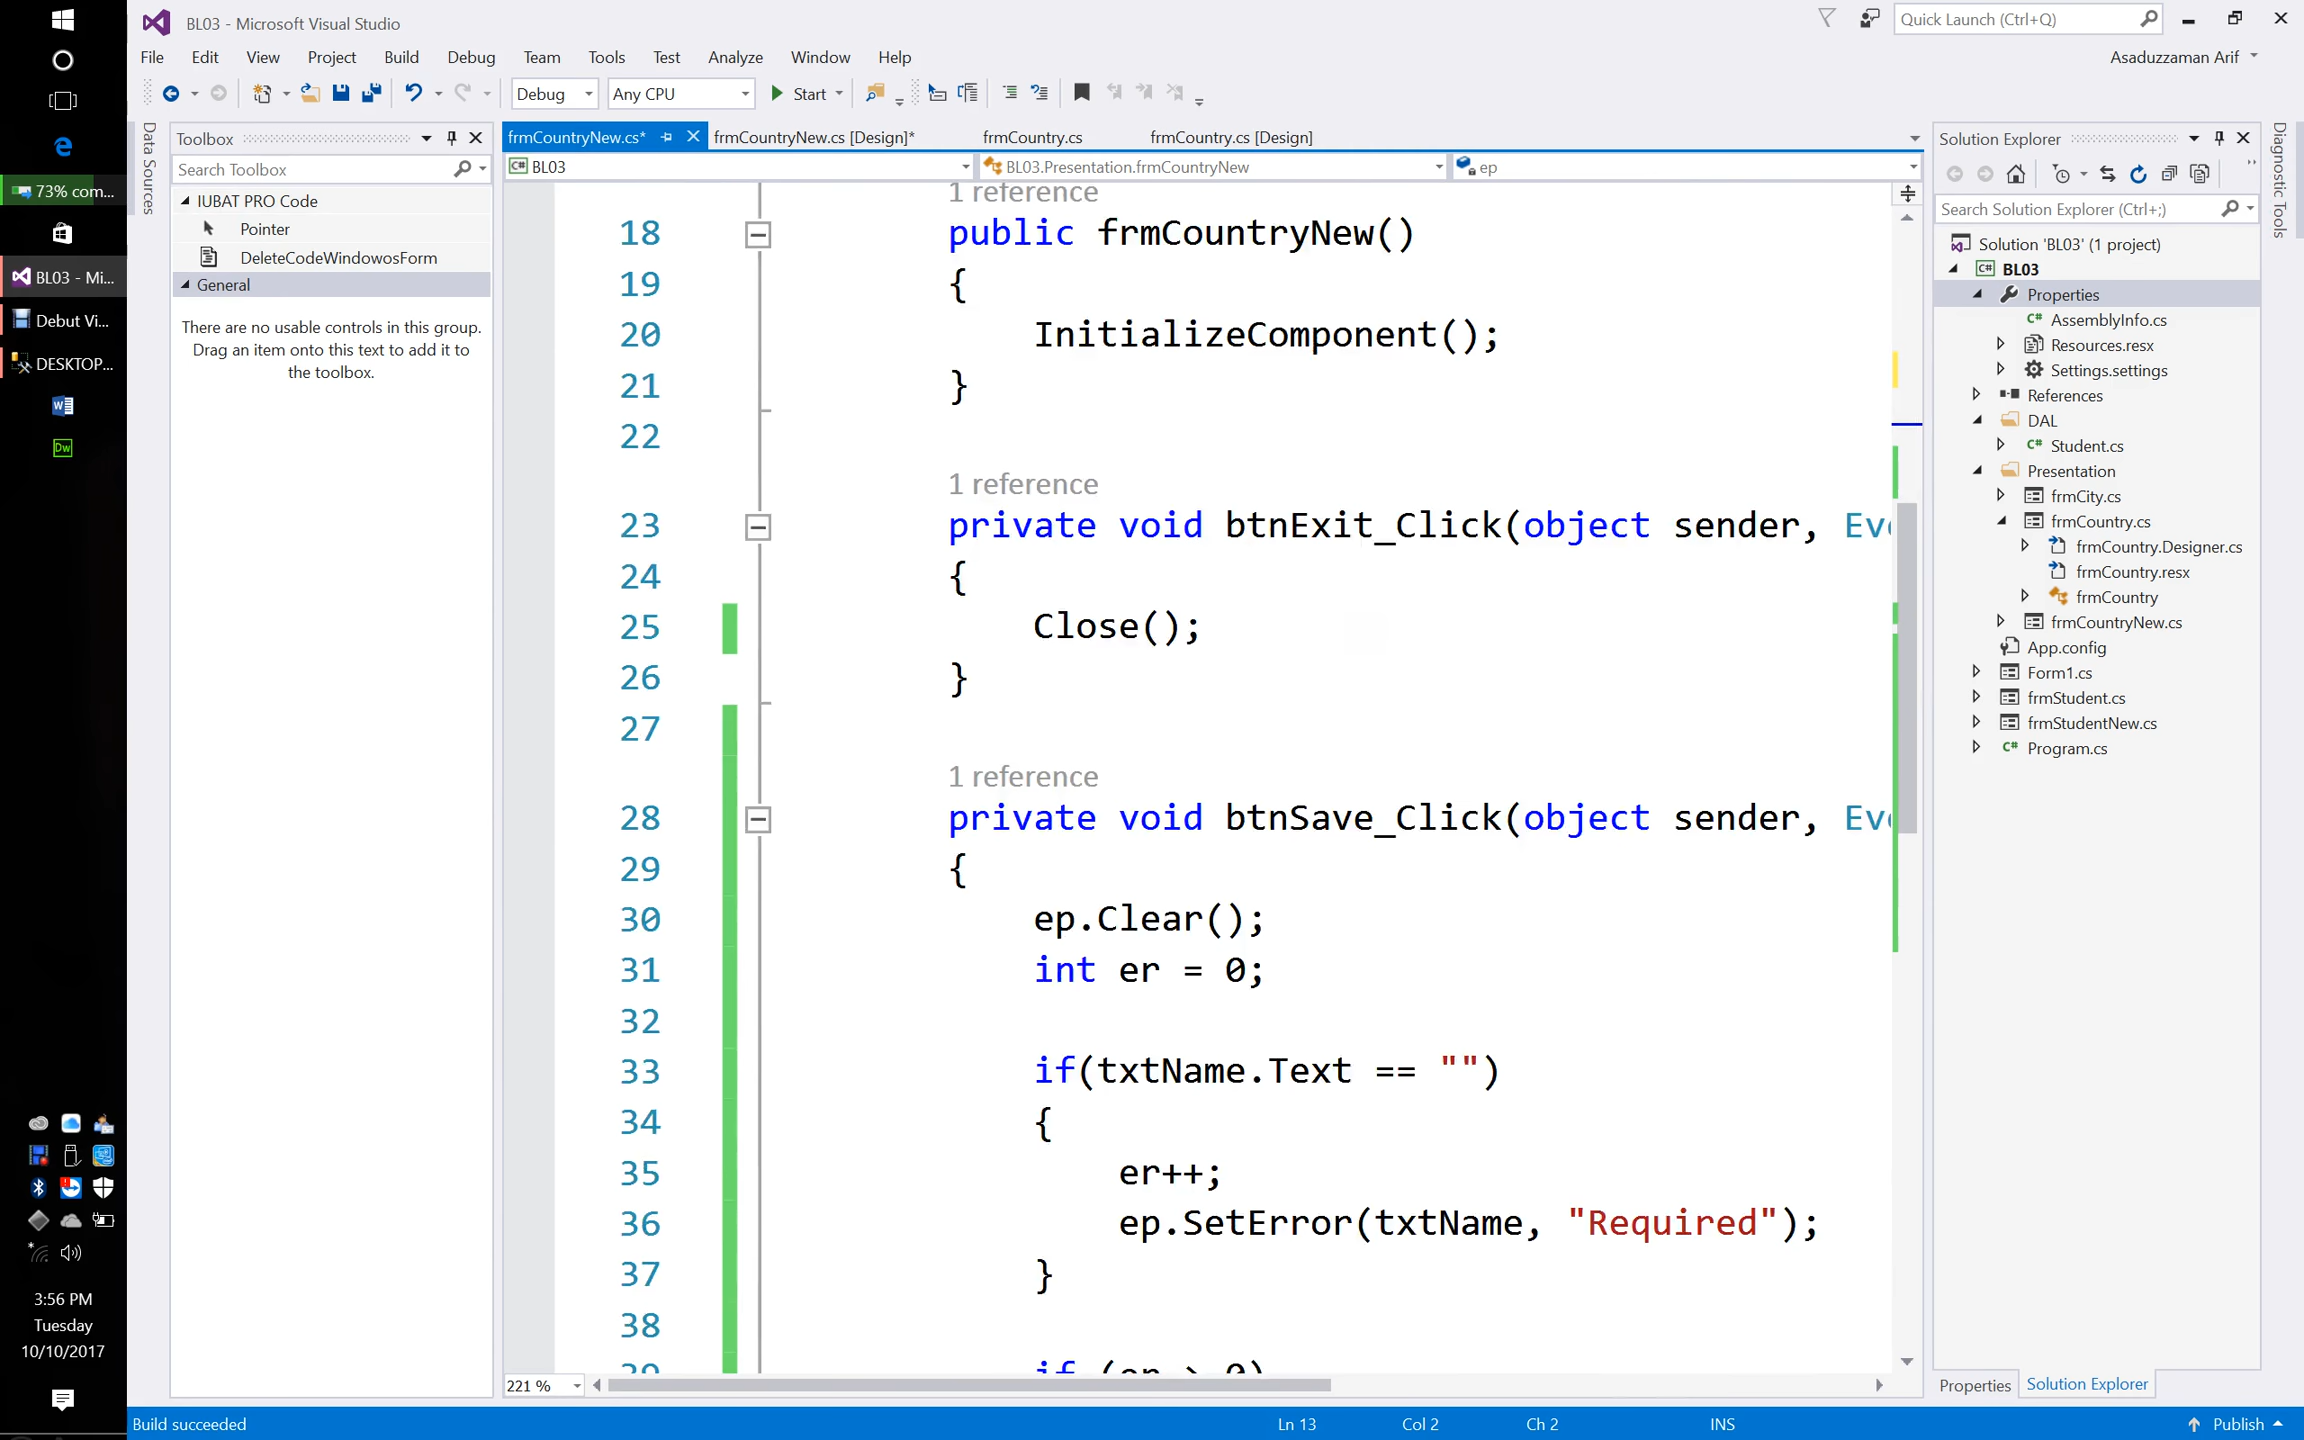 BL03 - Microsoft Visual Studio
Quick Launch (Ctrl+Q)
File Edit View Project Build Debug Team Tools Test Analyze Window Help
Asaduzzaman Arif
Debug Any CPU Start
Data Sources
Toolbox
Search Toolbox
IUBAT PRO Code
Pointer
DeleteCodeWindowosForm
General
There are no usable controls in this group.
Drag an item onto this text to add it to
the toolbox.
73% com...
BL03 - Mi...
Debut Vi...
DESKTOP...
3:56 PM
Tuesday
10/10/2017
frmCountryNew.cs* frmCountryNew.cs [Design]* frmCountry.cs frmCountry.cs [Design]
BL03 BL03.Presentation.frmCountryNew ep
1 reference
18 public frmCountryNew()
19 {
20 InitializeComponent();
21 }
22
1 reference
23 private void btnExit_Click(object sender, Eve
24 {
25 Close();
26 }
27
1 reference
28 private void btnSave_Click(object sender, Eve
29 {
30 ep.Clear();
31 int er = 0;
32
33 if(txtName.Text == "")
34 {
35 er++;
36 ep.SetError(txtName, "Required");
37 }
38
39 if (er > 0)
221 %
Solution Explorer
Search Solution Explorer (Ctrl+;)
Solution 'BL03' (1 project)
C# BL03
Properties
C# AssemblyInfo.cs
Resources.resx
Settings.settings
References
DAL
C# Student.cs
Presentation
frmCity.cs
frmCountry.cs
frmCountry.Designer.cs
frmCountry.resx
frmCountry
frmCountryNew.cs
App.config
Form1.cs
frmStudent.cs
frmStudentNew.cs
C# Program.cs
Properties Solution Explorer
Diagnostic Tools
Build succeeded Ln 13 Col 2 Ch 2 INS Publish